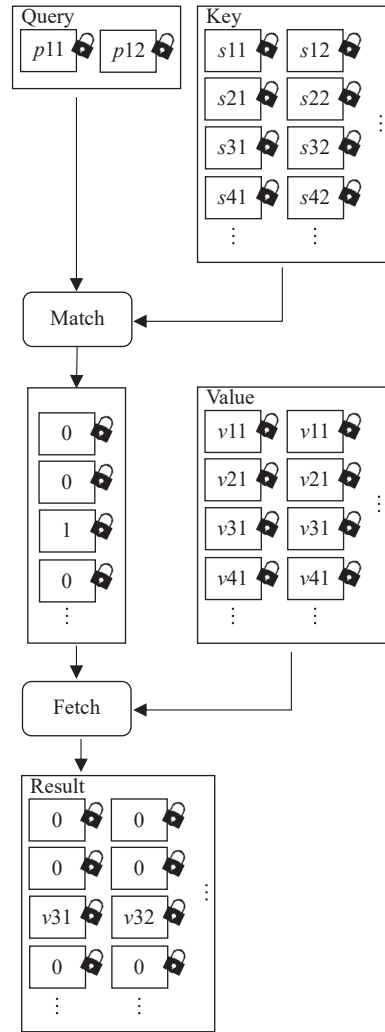 Query
p11 p12
Key
s11 s12
s21 s22
s31 s32
s41 s42
⋮ ⋮
⋮
Match
0
0
1
0
⋮
Value
v11 v11
v21 v21
v31 v31
v41 v41
⋮ ⋮
⋮
Fetch
Result
0 0
0 0
v31 v32
0 0
⋮ ⋮
⋮